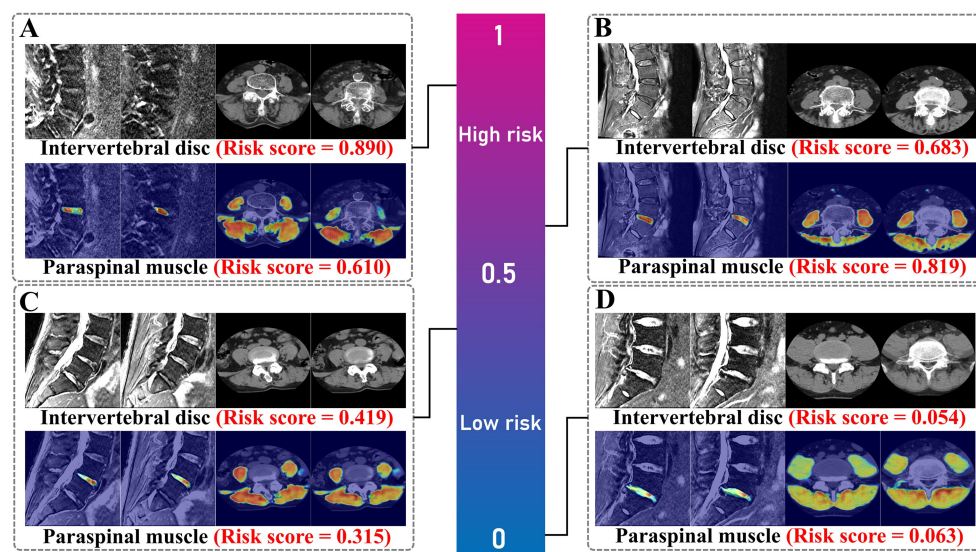 A
Intervertebral disc (Risk score = 0.890)
Paraspinal muscle (Risk score = 0.610)
C
Intervertebral disc (Risk score = 0.419)
Paraspinal muscle (Risk score = 0.315)
1
High risk
0.5
Low risk
0
B
Intervertebral disc (Risk score = 0.683)
Paraspinal muscle (Risk score = 0.819)
D
Intervertebral disc (Risk score = 0.054)
Paraspinal muscle (Risk score = 0.063)